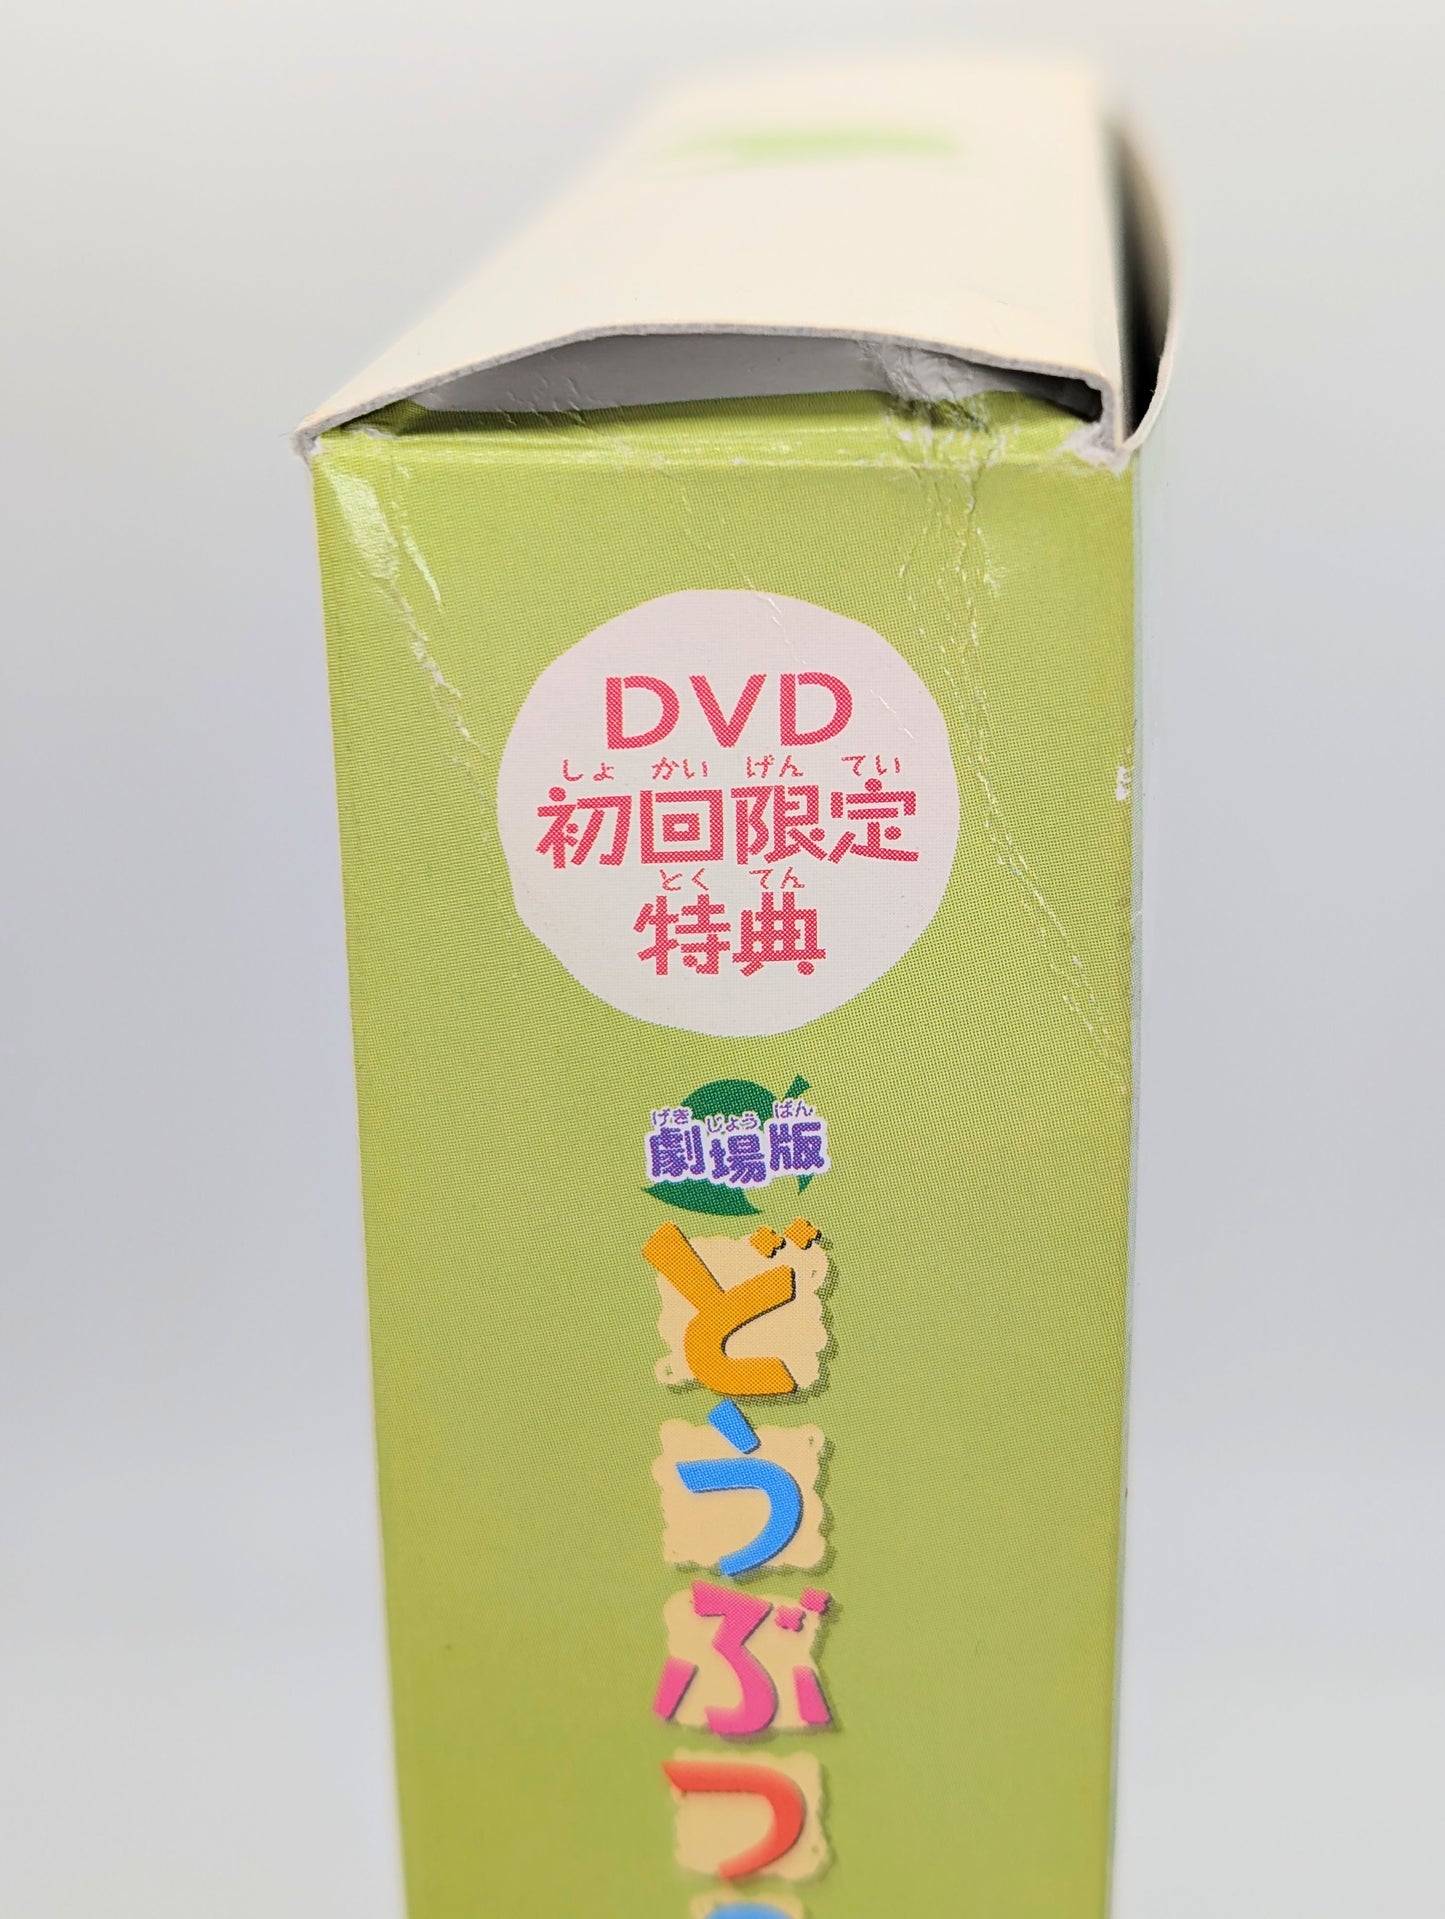 DVD
しょ かい げん てい
初回限定
とく てん
特典
げき じょう ばん
劇場版
どうぶつ